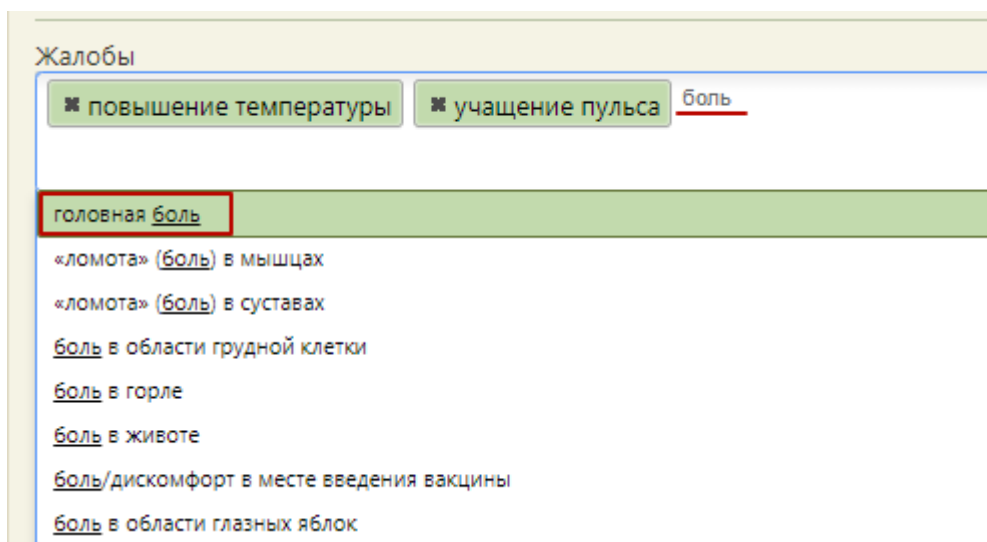 Жалобы
✖ повышение температуры ✖ учащение пульса боль
головная боль
«ломота» (боль) в мышцах
«ломота» (боль) в суставах
боль в области грудной клетки
боль в горле
боль в животе
боль/дискомфорт в месте введения вакцины
боль в области глазных яблок